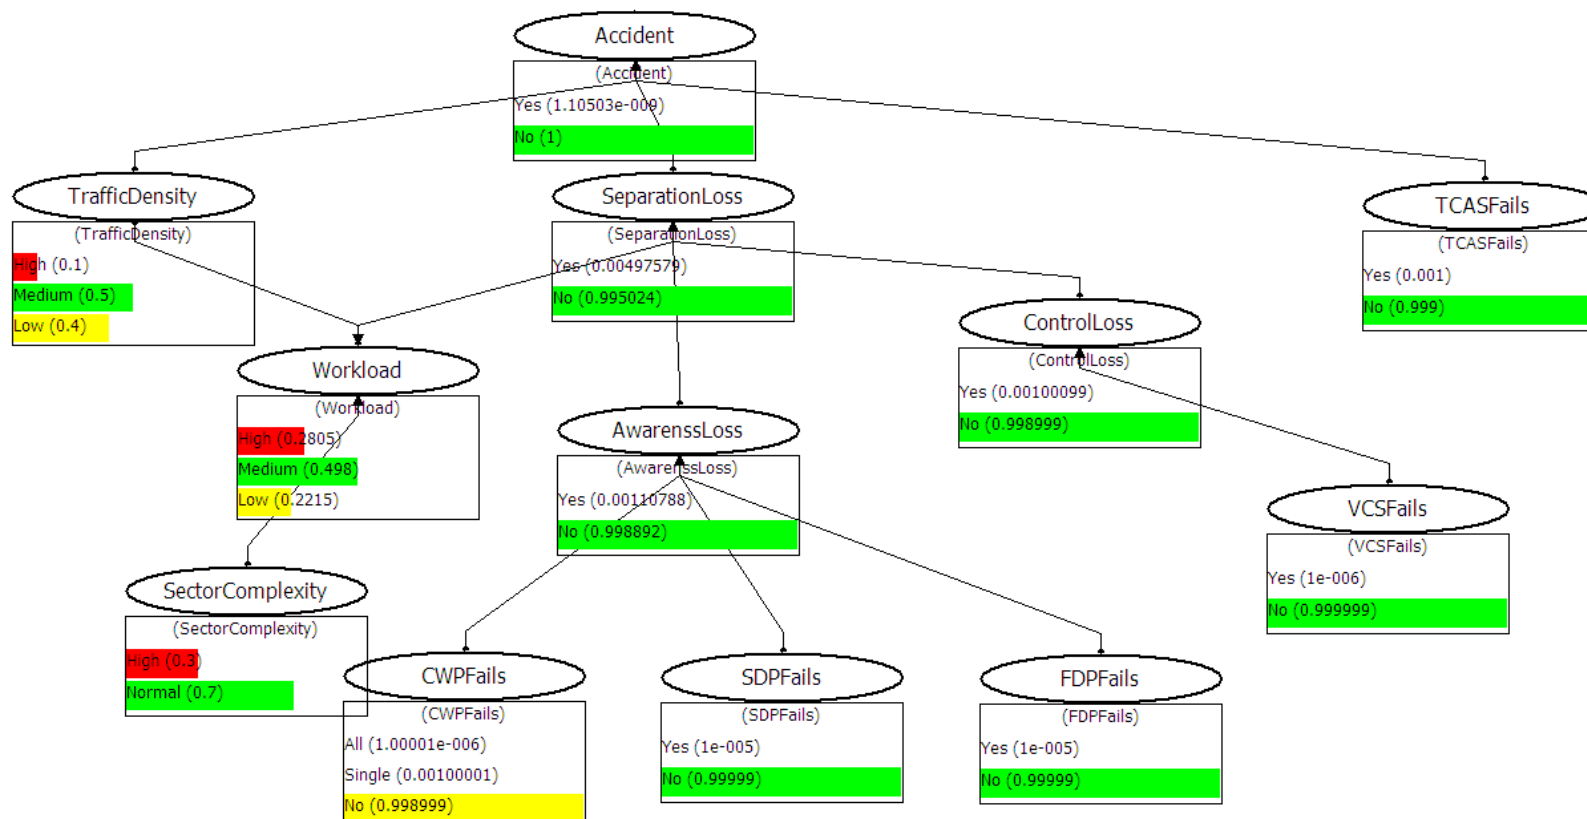 Accident
(Accident)
Yes (1.10503e-009)
No (1)
TrafficDensity
(TrafficDensity)
High (0.1)
Medium (0.5)
Low (0.4)
SeparationLoss
(SeparationLoss)
Yes (0.00497579)
No (0.995024)
TCASFails
(TCASFails)
Yes (0.001)
No (0.999)
Workload
(Workload)
High (0.2805)
Medium (0.498)
Low (0.2215)
ControlLoss
(ControlLoss)
Yes (0.00100099)
No (0.998999)
AwarenssLoss
(AwarenssLoss)
Yes (0.00110788)
No (0.998892)
VCSFails
(VCSFails)
Yes (1e-006)
No (0.999999)
SectorComplexity
(SectorComplexity)
High (0.3)
Normal (0.7)
CWPFails
(CWPFails)
All (1.00001e-006)
Single (0.00100001)
No (0.998999)
SDPFails
(SDPFails)
Yes (1e-005)
No (0.99999)
FDPFails
(FDPFails)
Yes (1e-005)
No (0.99999)